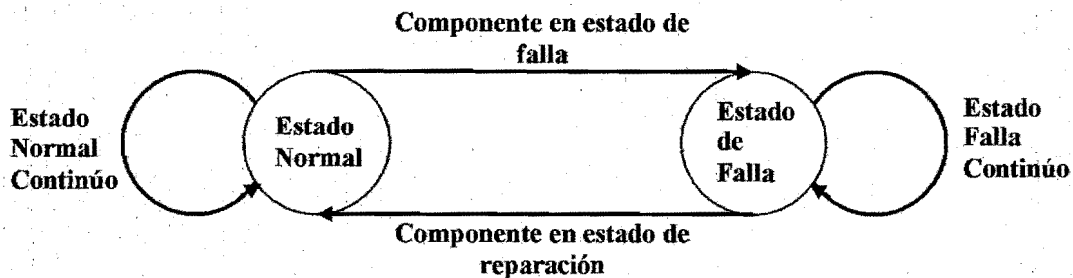 Componente en estado de
falla
Estado
Normal
Continúo
Estado
Normal
Estado
de
Falla
Estado
Falla
Continúo
Componente en estado de
reparación